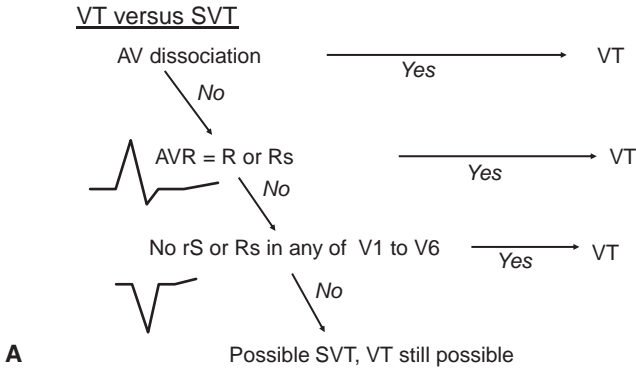 VT versus SVT
AV dissociation Yes VT
No
AVR = R or Rs Yes VT
No
No rS or Rs in any of V1 to V6 Yes VT
No
A Possible SVT, VT still possible